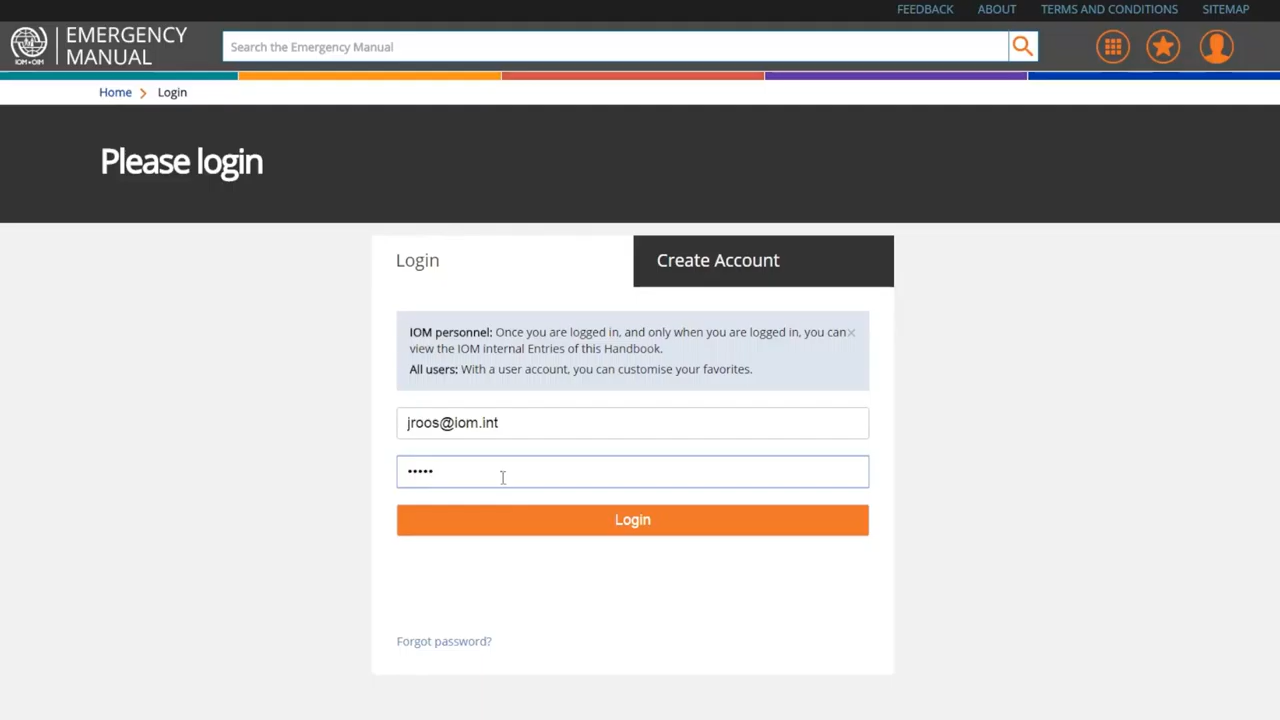 FEEDBACK ABOUT TERMS AND CONDITIONS SITEMAP
IOM•OIM
EMERGENCY
MANUAL
Search the Emergency Manual
Home Login
Please login
Login
Create Account
IOM personnel: Once you are logged in, and only when you are logged in, you can
view the IOM internal Entries of this Handbook.
All users: With a user account, you can customise your favorites.
jroos@iom.int
•••••
Login
Forgot password?